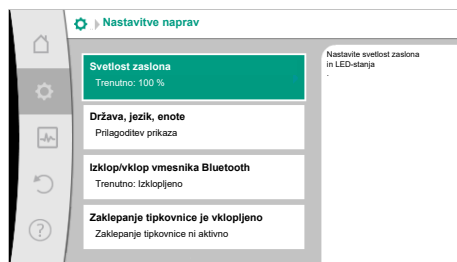 Nastavitve naprav
Svetlost zaslona
Trenutno: 100 %
Država, jezik, enote
Prilagoditev prikaza
Izklop/vklop vmesnika Bluetooth
Trenutno: Izklopljeno
Zaklepanje tipkovnice je vklopljeno
Zaklepanje tipkovnice ni aktivno
Nastavite svetlost zaslona
in LED-stanja
.